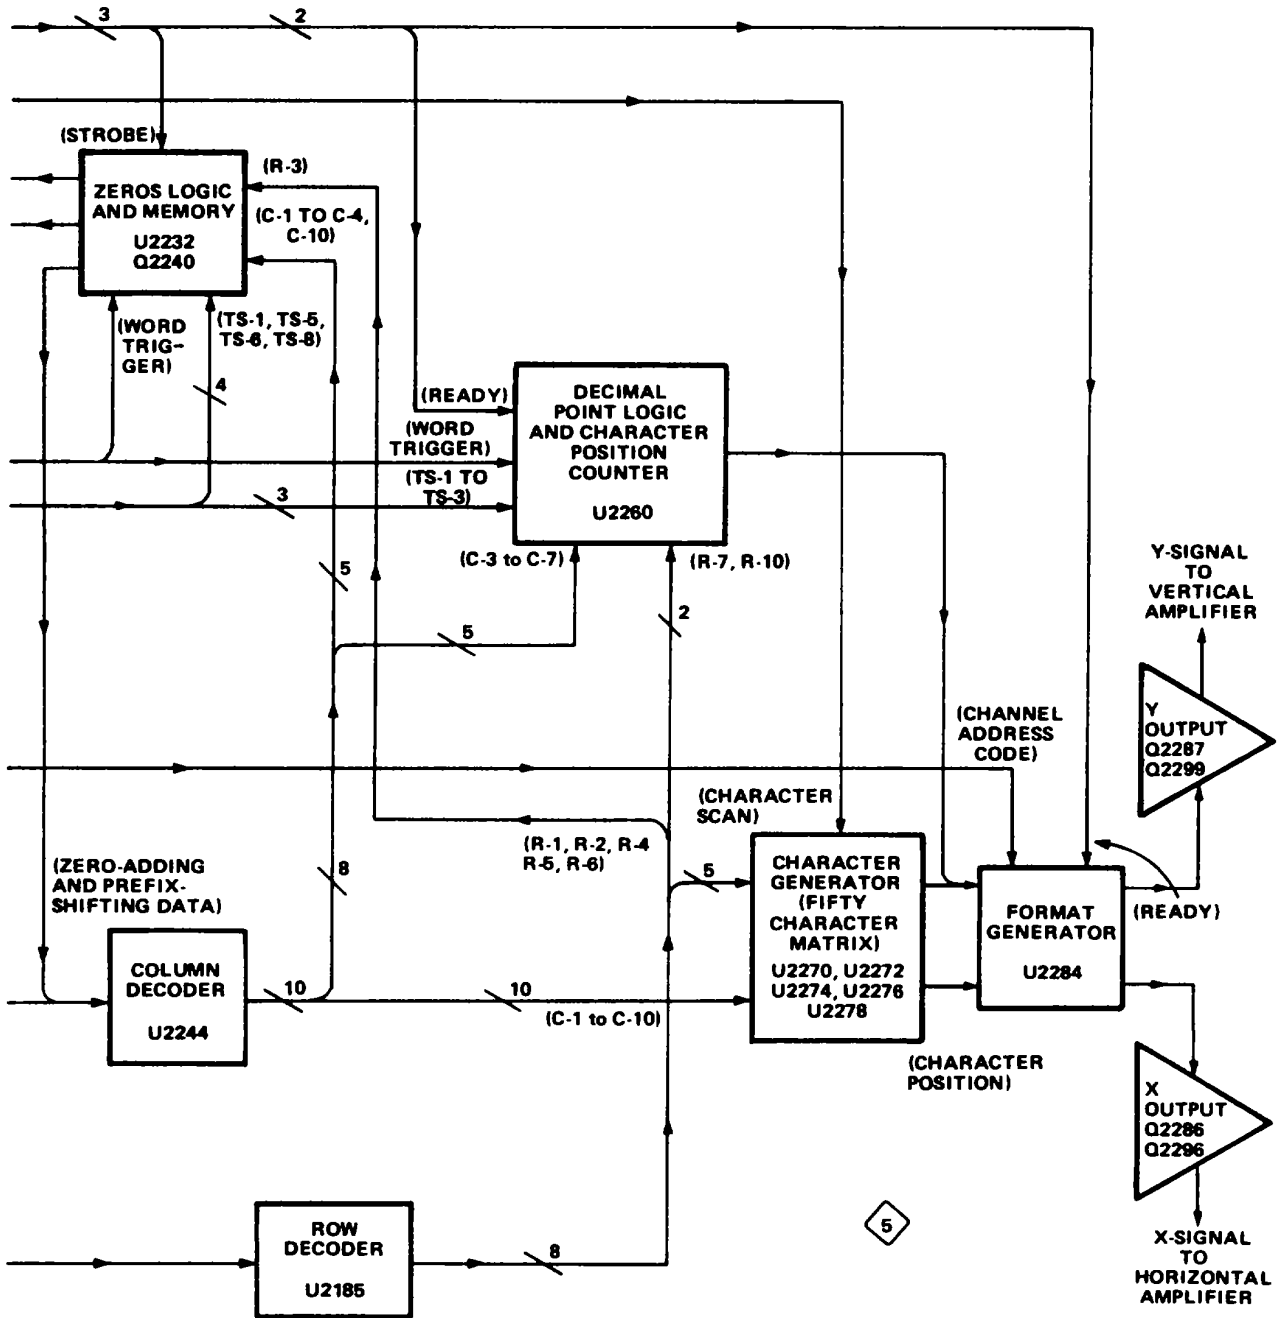 3
2
(STROBE)
ZEROS LOGIC
AND MEMORY
U2232
Q2240
(R-3)
(C-1 TO C-4,
C-10)
(WORD
TRIG-
GER)
(TS-1, TS-5,
TS-6, TS-8)
4
(READY)
(WORD
TRIGGER)
(TS-1 TO
TS-3)
3
DECIMAL
POINT LOGIC
AND CHARACTER
POSITION
COUNTER
U2260
(C-3 to C-7)
(R-7, R-10)
5
5
2
Y-SIGNAL
TO
VERTICAL
AMPLIFIER
Y
OUTPUT
Q2287
Q2299
(CHANNEL
ADDRESS
CODE)
(CHARACTER
SCAN)
(R-1, R-2, R-4
R-5, R-6)
5
8
(ZERO-ADDING
AND PREFIX-
SHIFTING DATA)
COLUMN
DECODER
U2244
10
10
(C-1 to C-10)
CHARACTER
GENERATOR
(FIFTY
CHARACTER
MATRIX)
U2270, U2272
U2274, U2276
U2278
FORMAT
GENERATOR
U2284
(READY)
(CHARACTER
POSITION)
X
OUTPUT
Q2286
Q2296
X-SIGNAL
TO
HORIZONTAL
AMPLIFIER
ROW
DECODER
U2185
8
5